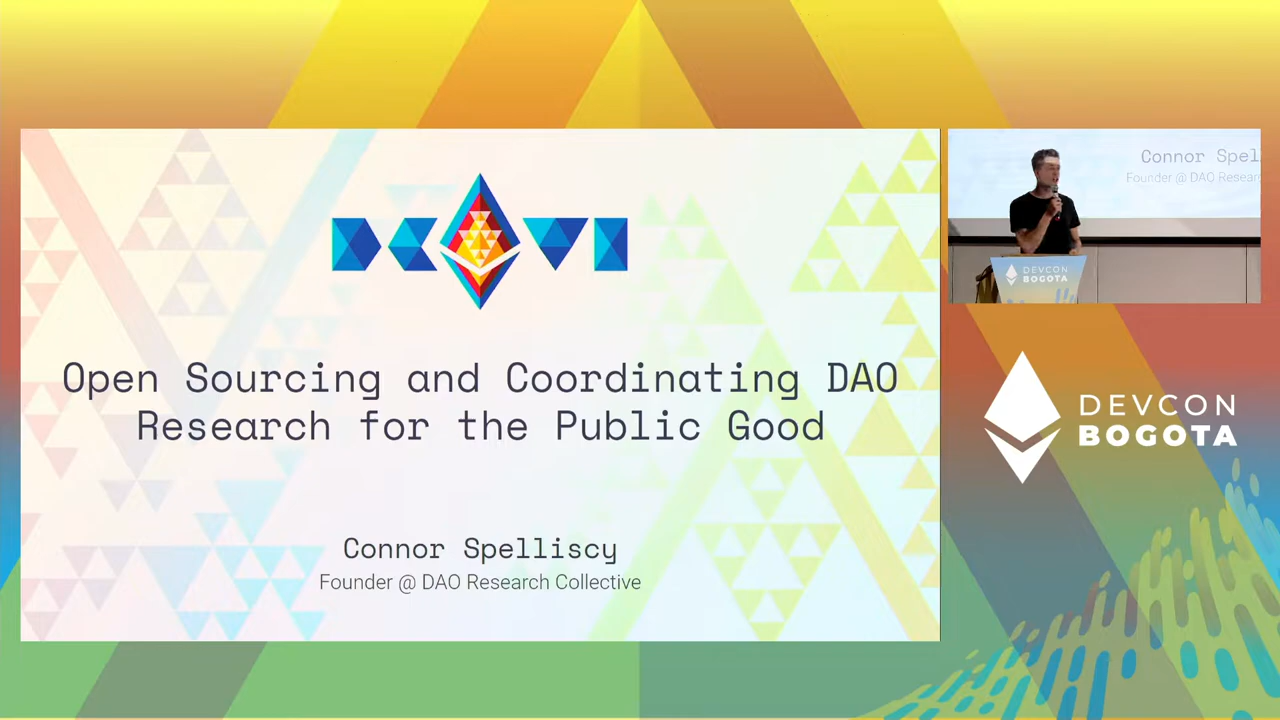 Open Sourcing and Coordinating DAO
Research for the Public Good
Connor Spelliscy
Founder @ DAO Research Collective
Connor Spel
Founder @ DAO Resear
DEVCON
BOGOTA
DEVCON
BOGOTA